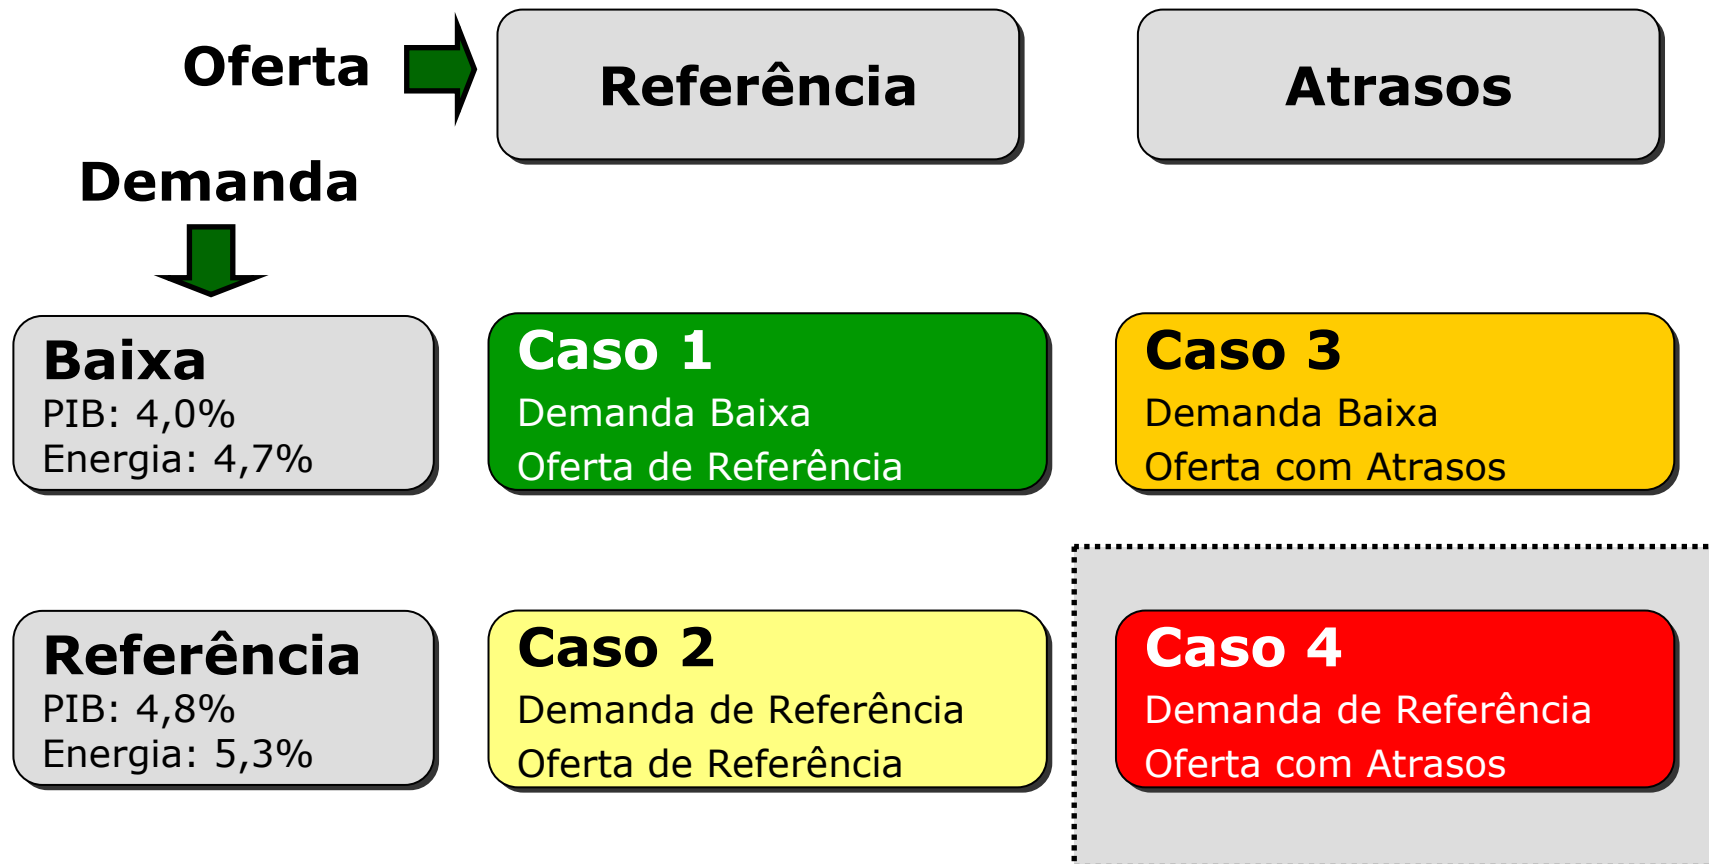 Oferta
Referência
Atrasos
Demanda
Baixa
PIB: 4,0%
Energia: 4,7%
Caso 1
Demanda Baixa
Oferta de Referência
Caso 3
Demanda Baixa
Oferta com Atrasos
Referência
PIB: 4,8%
Energia: 5,3%
Caso 2
Demanda de Referência
Oferta de Referência
Caso 4
Demanda de Referência
Oferta com Atrasos